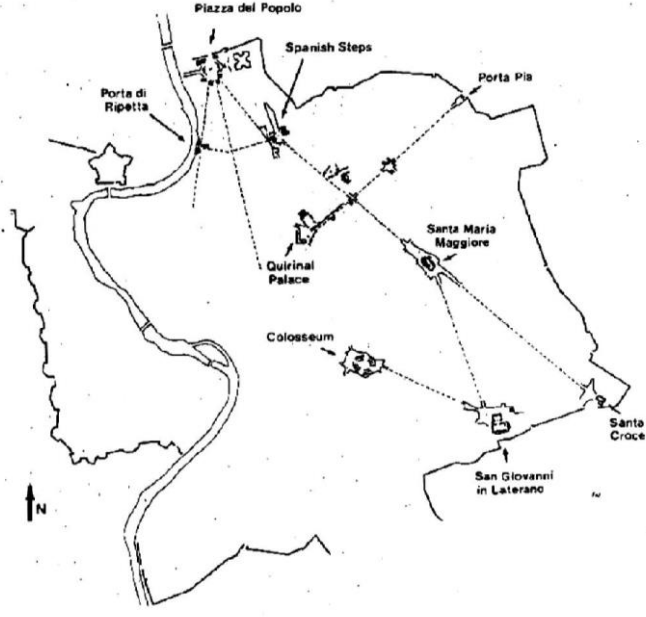 Piazza del Popolo
Spanish Steps
Porta Pia
Porta di
Ripetta
Santa Maria
Maggiore
Quirinal
Palace
Colosseum
Santa
Croce
San Giovanni
in Laterano
N